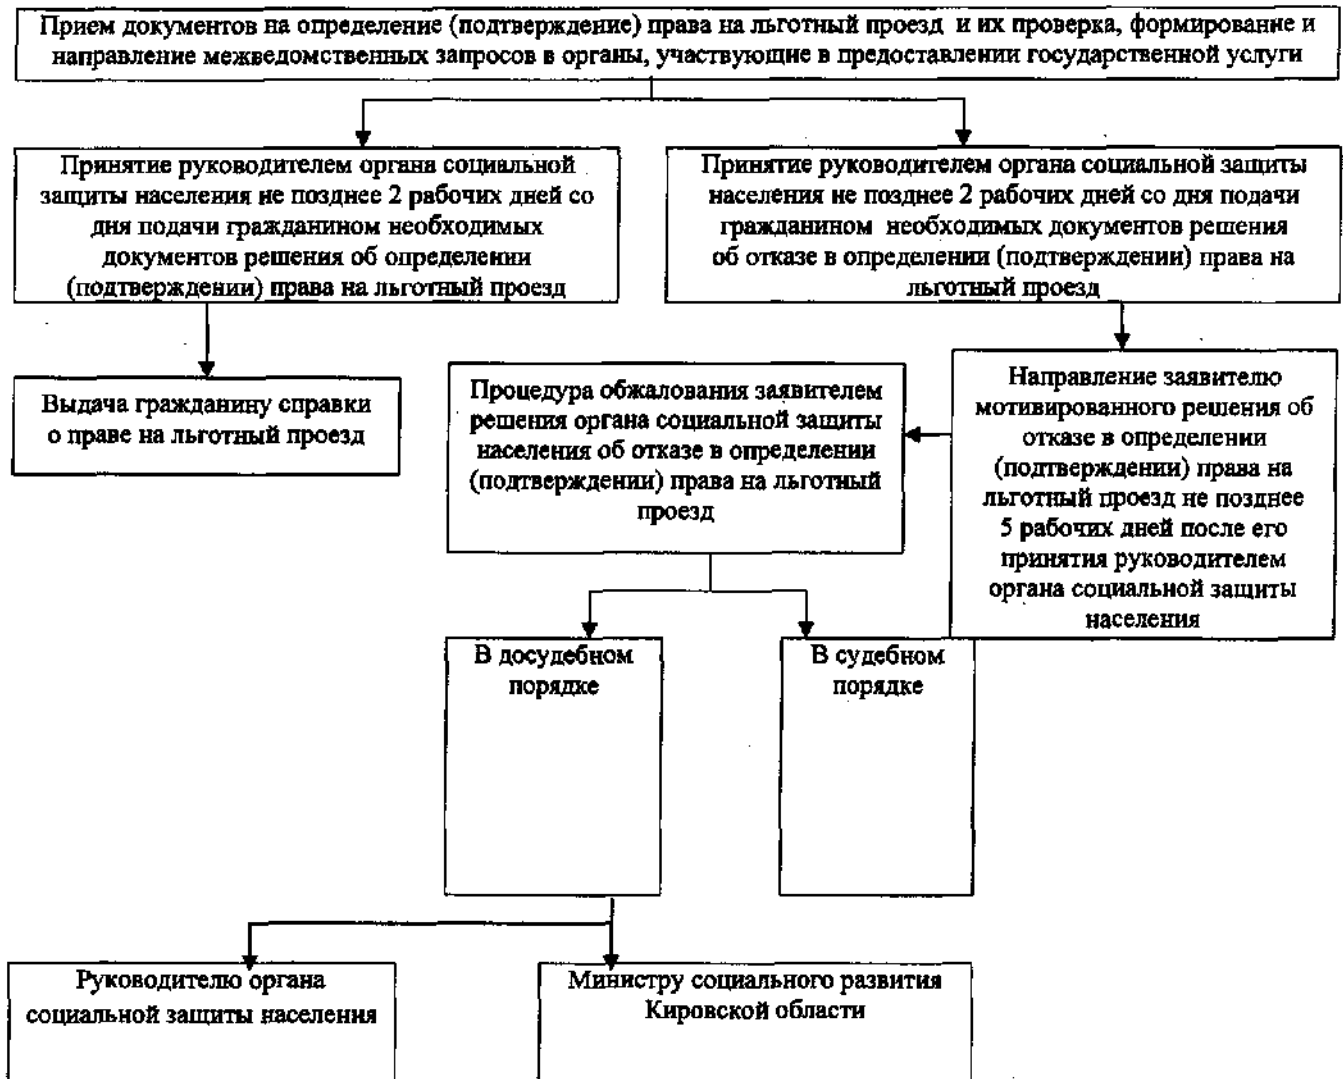 Прием документов на определение (подтверждение) права на льготный проезд и их проверка, формирование и
направление межведомственных запросов в органы, участвующие в предоставлении государственной услуги
Принятие руководителем органа социальной
защиты населения не позднее 2 рабочих дней со
дня подачи гражданином необходимых
документов решения об определении
(подтверждении) права на льготный проезд
Принятие руководителем органа социальной защиты
населения не позднее 2 рабочих дней со дня подачи
гражданином необходимых документов решения
об отказе в определении (подтверждении) права на
льготный проезд
Выдача гражданину справки
о праве на льготный проезд
Процедура обжалования заявителем
решения органа социальной защиты
населения об отказе в определении
(подтверждении) права на льготный
проезд
Направление заявителю
мотивированного решения об
отказе в определении
(подтверждении) права на
льготный проезд не позднее
5 рабочих дней после его
принятия руководителем
органа социальной защиты
населения
В досудебном
порядке
В судебном
порядке
Руководителю органа
социальной защиты населения
Министру социального развития
Кировской области